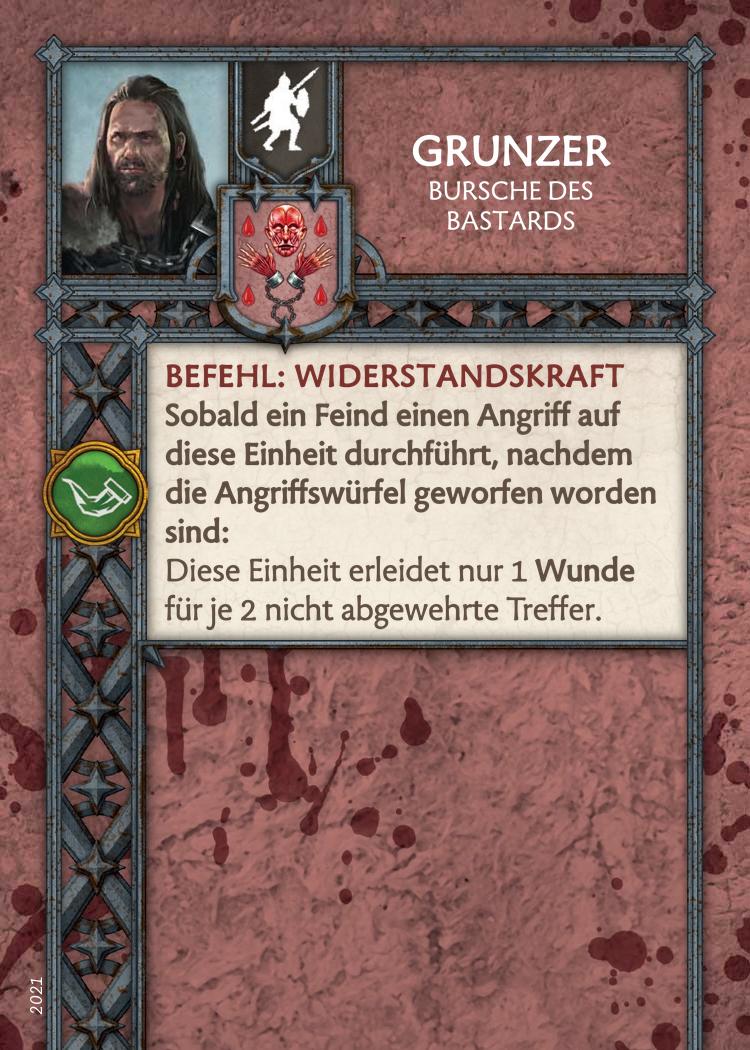 GRUNZER
BURSCHE DES
BASTARDS
BEFEHL: WIDERSTANDSKRAFT
Sobald ein Feind einen Angriff auf
diese Einheit durchführt, nachdem
die Angriffswürfel geworfen worden
sind:
Diese Einheit erleidet nur 1 Wunde
für je 2 nicht abgewehrte Treffer.
2021